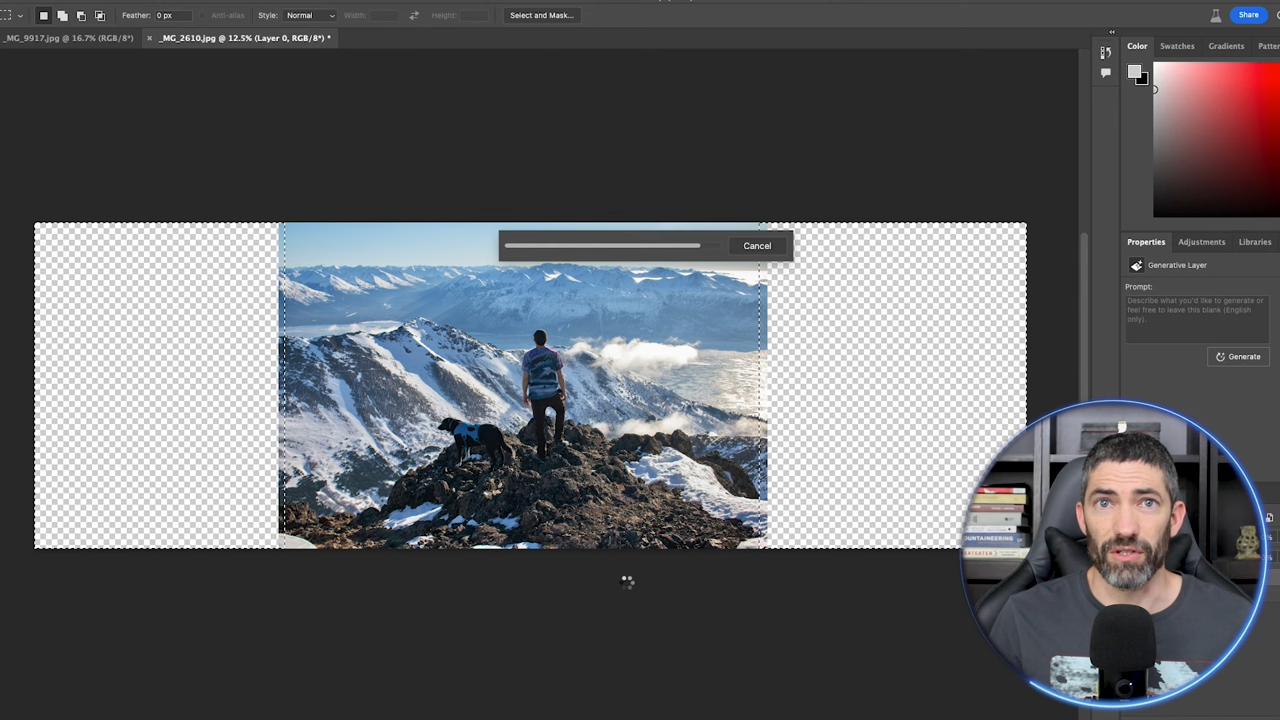 Feather: 0 px Anti-alias Style: Normal Width: Height: Select and Mask... Share
_MG_9917.jpg @ 16.7% (RGB/8*) × _MG_2610.jpg @ 12.5% (Layer 0, RGB/8*) *
Color Swatches Gradients
Cancel
Properties Adjustments Libraries
Generative Layer
Prompt:
Describe what you'd like to generate or
feel free to leave this blank (English
only).
Generate
MOUNTAINEERING